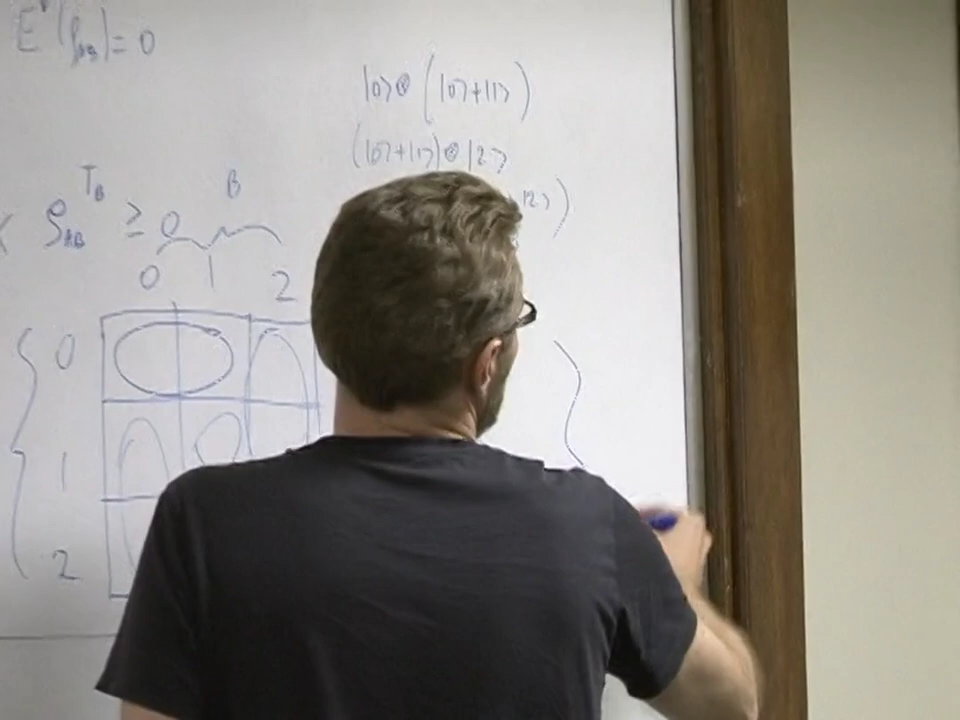 E (ρ_AB) = 0
|0> ⊗ (|0>+|1>)
(|0>+|1>) ⊗ |2>
|2>)
ρ_AB^T_B ≥ 0
B
0 1 2
0
1
2